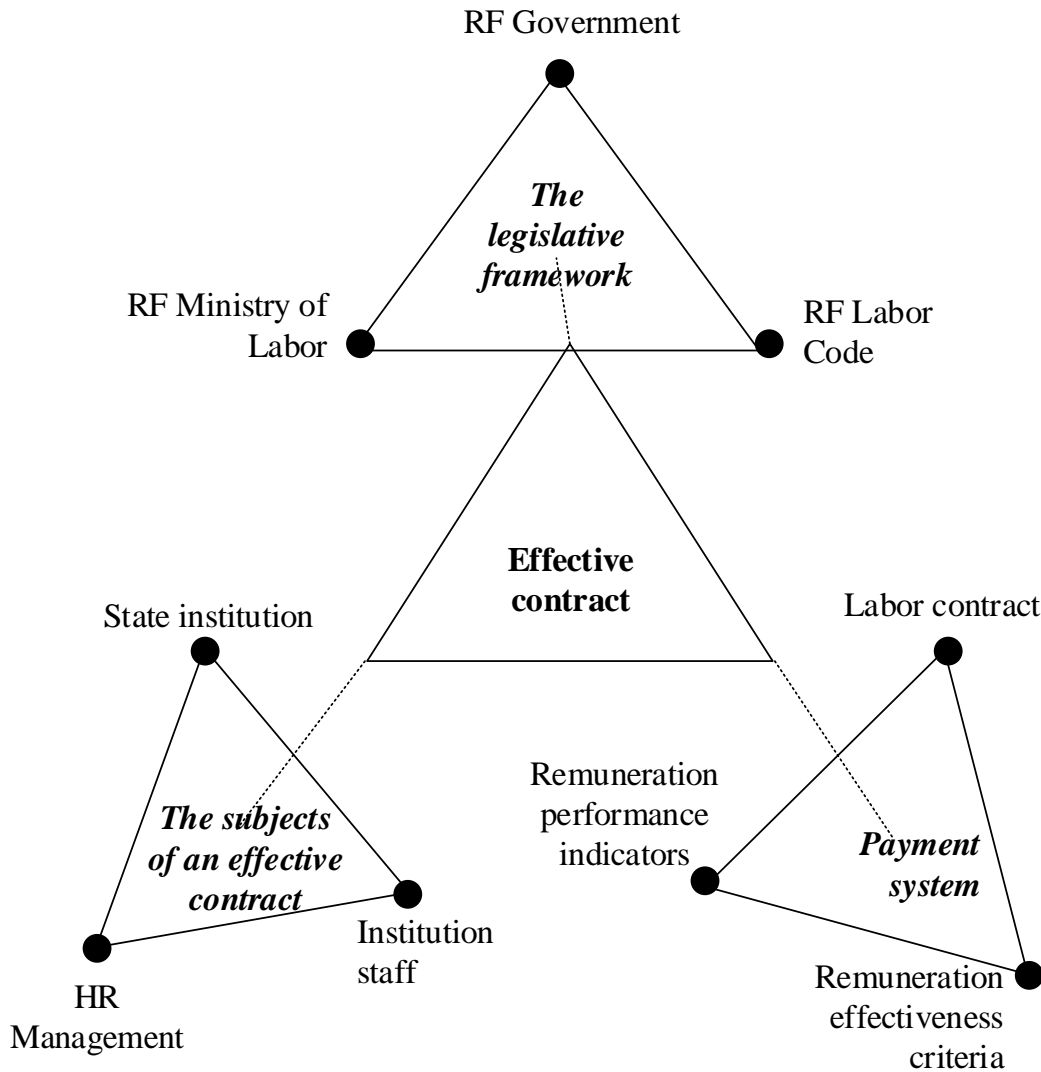 RF Government
The
legislative
framework
RF Ministry of
Labor
RF Labor
Code
Effective
contract
State institution
Labor contract
Remuneration
performance
indicators
The subjects
of an effective
contract
Payment
system
Institution
staff
HR
Management
Remuneration
effectiveness
criteria